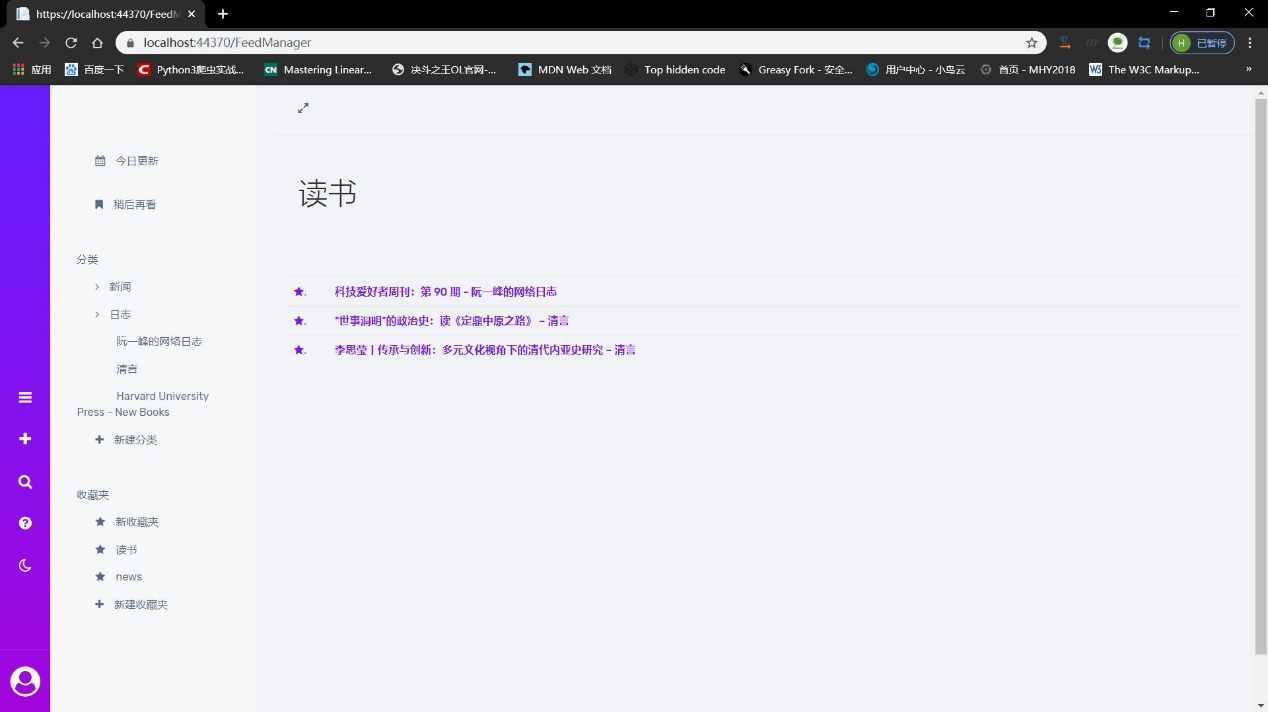 https://localhost:44370/FeedM
localhost:44370/FeedManager
H 已暂停
应用 百度一下 Python3爬虫实战... Mastering Linear... 决斗之王OL官网-... MDN Web 文档 Top hidden code Greasy Fork - 安全... 用户中心 - 小鸟云 首页 - MHY2018 The W3C Markup... »
今日更新
稍后再看
分类
新闻
日志
阮一峰的网络日志
清言
Harvard University
Press - New Books
新建分类
收藏夹
新收藏夹
读书
news
新建收藏夹
读书
科技爱好者周刊：第 90 期 - 阮一峰的网络日志
“世事洞明”的政治史：读《定鼎中原之路》 – 清言
李思莹丨传承与创新：多元文化视角下的清代内亚史研究 – 清言